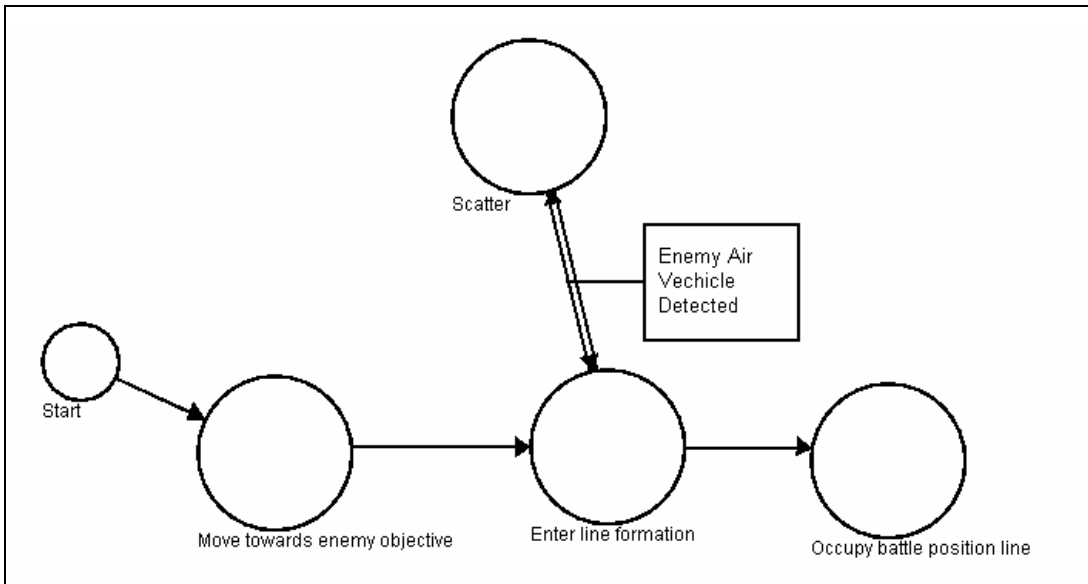 Scatter
Enemy Air
Vechicle
Detected
Start
Move towards enemy objective
Enter line formation
Occupy battle position line